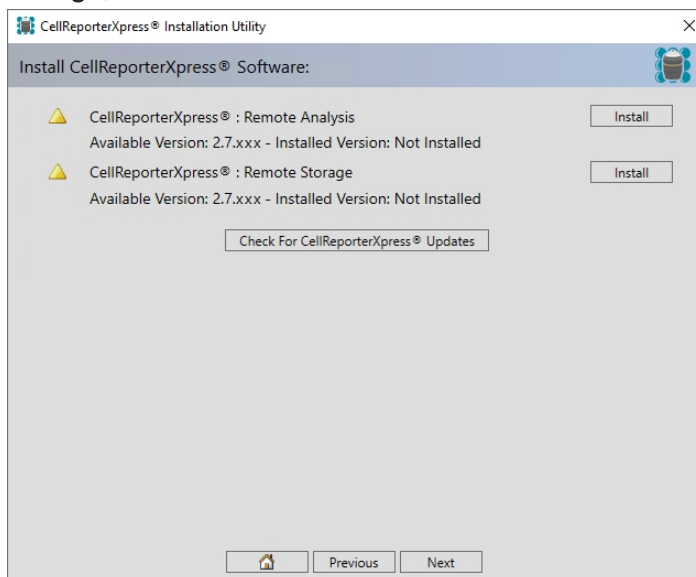 CellReporterXpress® Installation Utility
Install CellReporterXpress® Software:
CellReporterXpress® : Remote Analysis
Install
Available Version: 2.7.xxx - Installed Version: Not Installed
CellReporterXpress® : Remote Storage
Install
Available Version: 2.7.xxx - Installed Version: Not Installed
Check For CellReporterXpress® Updates
Previous
Next